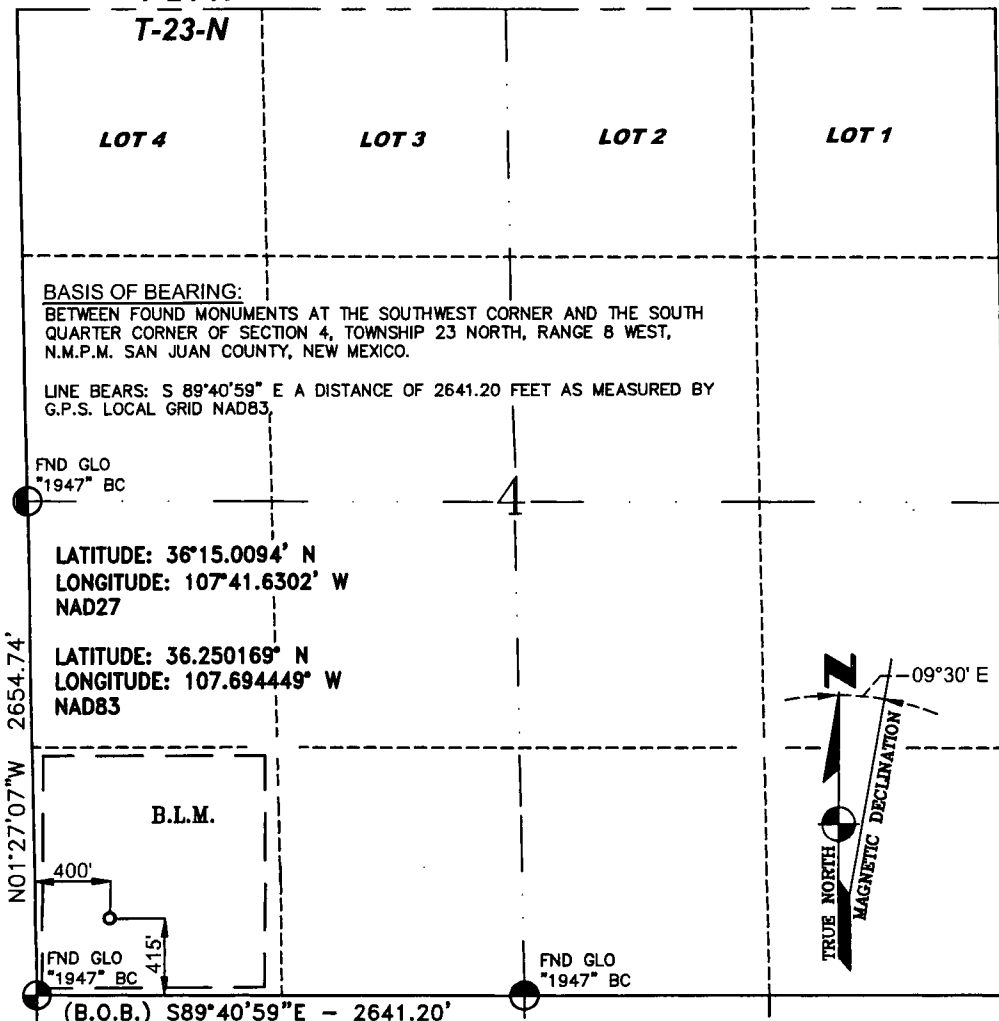 T-23-N
LOT 4
LOT 3
LOT 2
LOT 1
BASIS OF BEARING:
BETWEEN FOUND MONUMENTS AT THE SOUTHWEST CORNER AND THE SOUTH
QUARTER CORNER OF SECTION 4, TOWNSHIP 23 NORTH, RANGE 8 WEST,
N.M.P.M. SAN JUAN COUNTY, NEW MEXICO.
LINE BEARS: S 89°40'59" E A DISTANCE OF 2641.20 FEET AS MEASURED BY
G.P.S. LOCAL GRID NAD83.
FND GLO
"1947" BC
4
LATITUDE: 36°15.0094' N
LONGITUDE: 107°41.6302' W
NAD27
LATITUDE: 36.250169° N
LONGITUDE: 107.694449° W
NAD83
N01°27'07"W 2654.74'
B.L.M.
400'
415'
FND GLO
"1947" BC
FND GLO
"1947" BC
(B.O.B.) S89°40'59"E - 2641.20'
N
09°30' E
TRUE NORTH
MAGNETIC DECLINATION